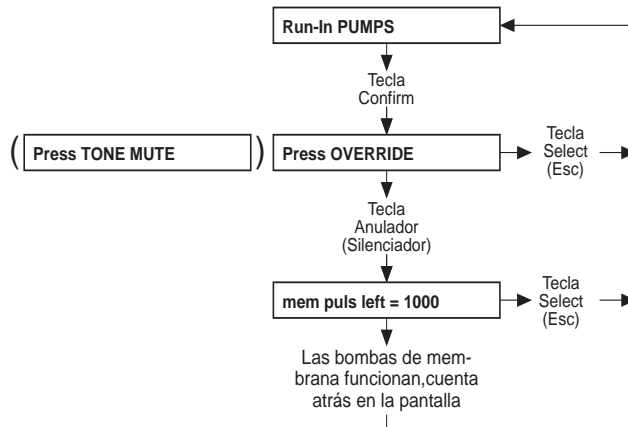 Run-In PUMPS
Tecla
Confirm
( Press TONE MUTE ) Press OVERRIDE
Tecla
Select
(Esc)
Tecla
Anulador
(Silenciador)
mem puls left = 1000
Tecla
Select
(Esc)
Las bombas de mem-
brana funcionan,cuenta
atrás en la pantalla